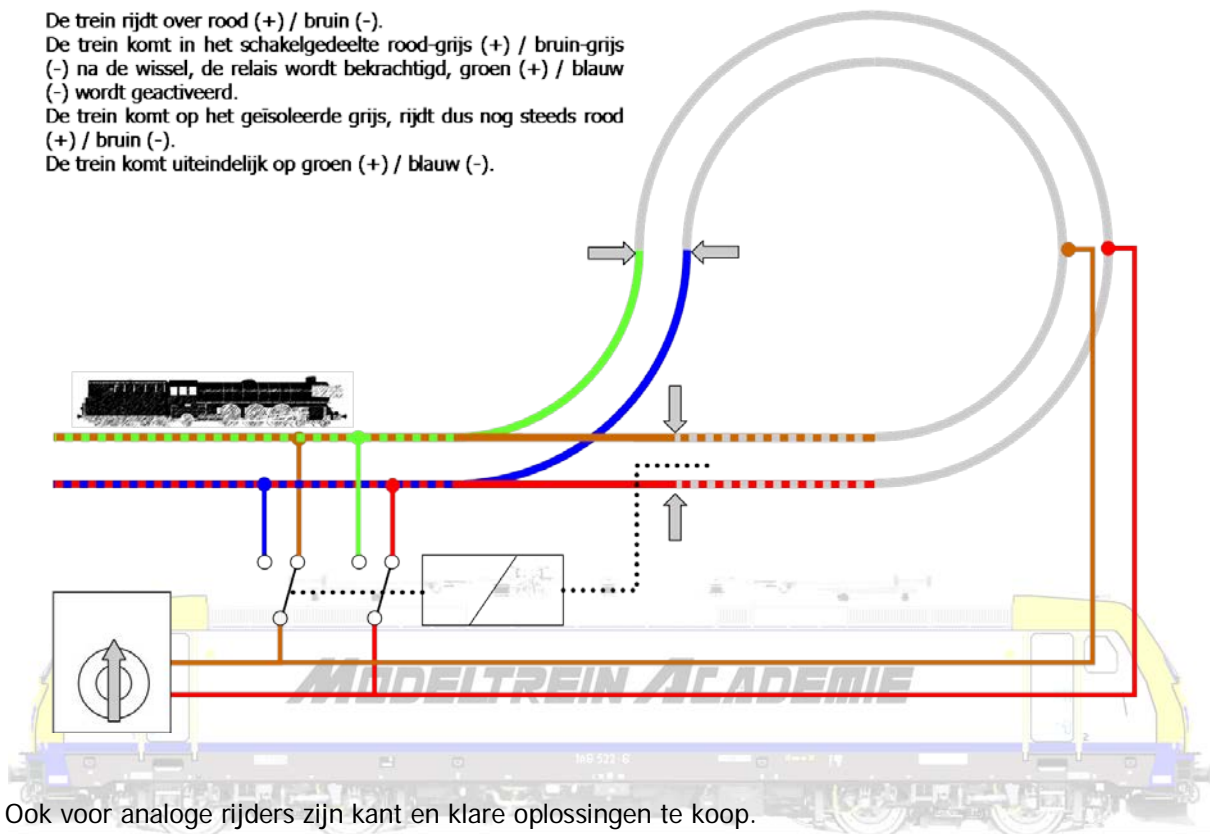 De trein rijdt over rood (+) / bruin (-).
De trein komt in het schakelgedeelte rood-grijs (+) / bruin-grijs
(-) na de wissel, de relais wordt bekrachtigd, groen (+) / blauw
(-) wordt geactiveerd.
De trein komt op het geïsoleerde grijs, rijdt dus nog steeds rood
(+) / bruin (-).
De trein komt uiteindelijk op groen (+) / blauw (-).
MODELTREIN ACADEMIE
2
Ook voor analoge rijders zijn kant en klare oplossingen te koop.